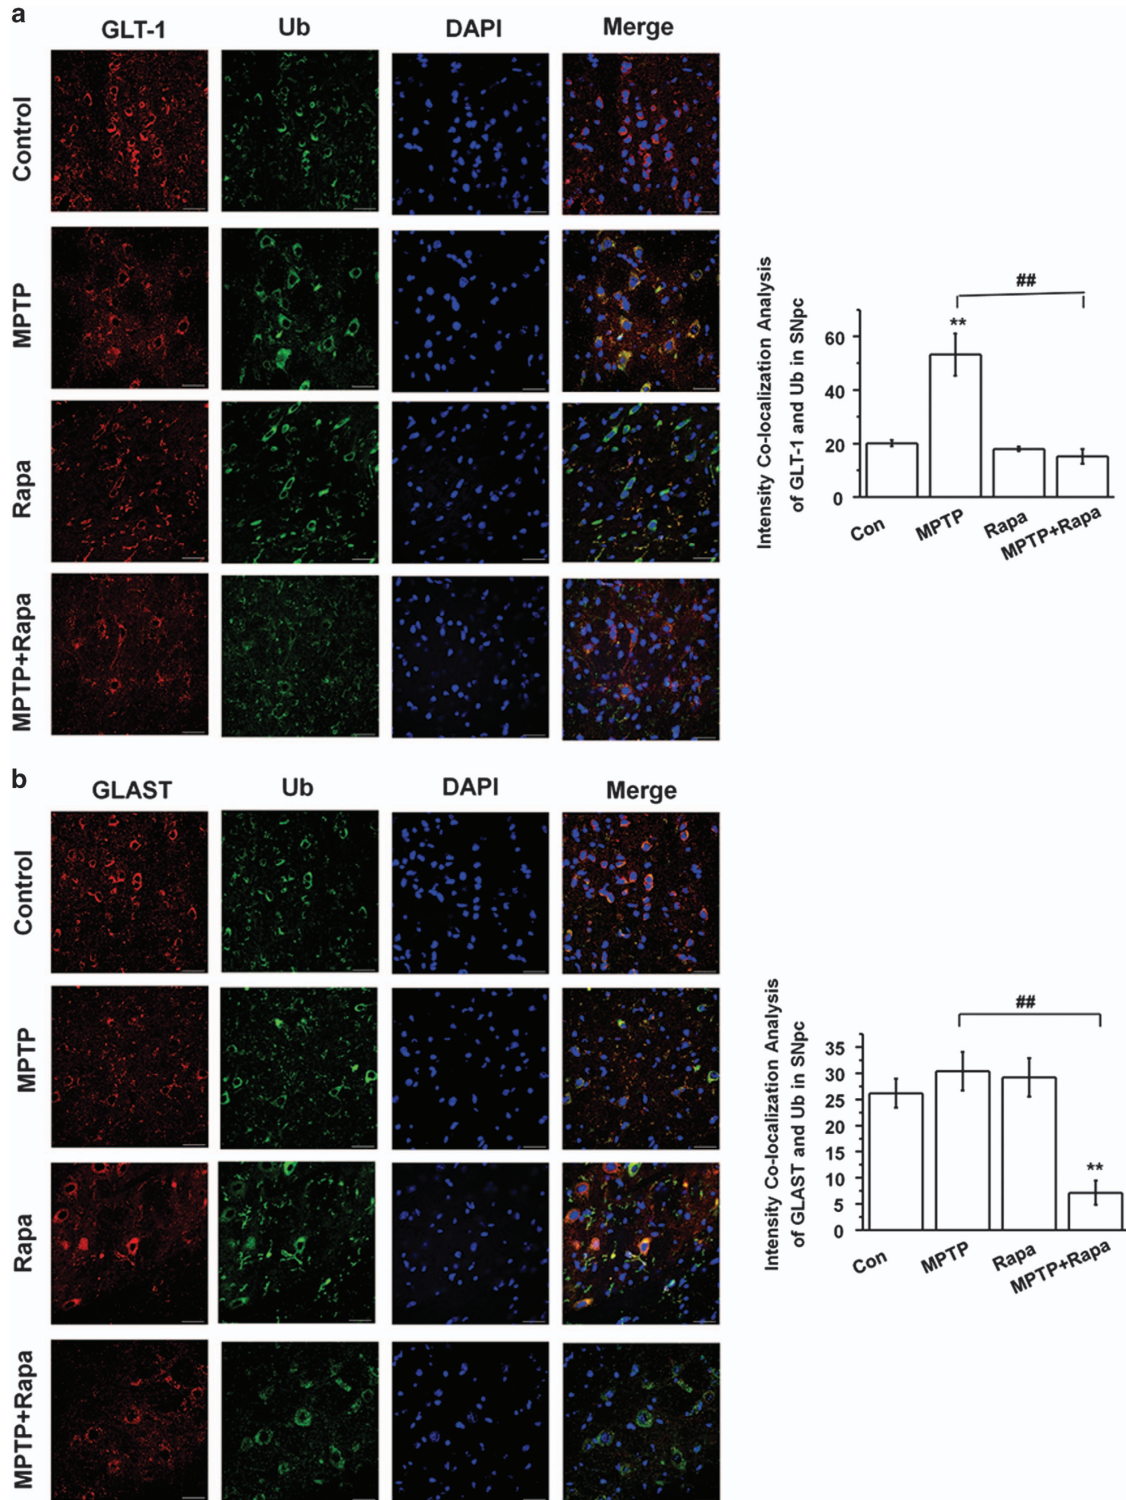 a
GLT-1 Ub DAPI Merge
Control
MPTP
Rapa
MPTP+Rapa
Intensity Co-localization Analysis
of GLT-1 and Ub in SNpc
##
**
60
40
20
0
Con MPTP Rapa MPTP+Rapa
b
GLAST Ub DAPI Merge
Control
MPTP
Rapa
MPTP+Rapa
Intensity Co-localization Analysis
of GLAST and Ub in SNpc
##
**
35
30
25
20
15
10
5
0
Con MPTP Rapa MPTP+Rapa